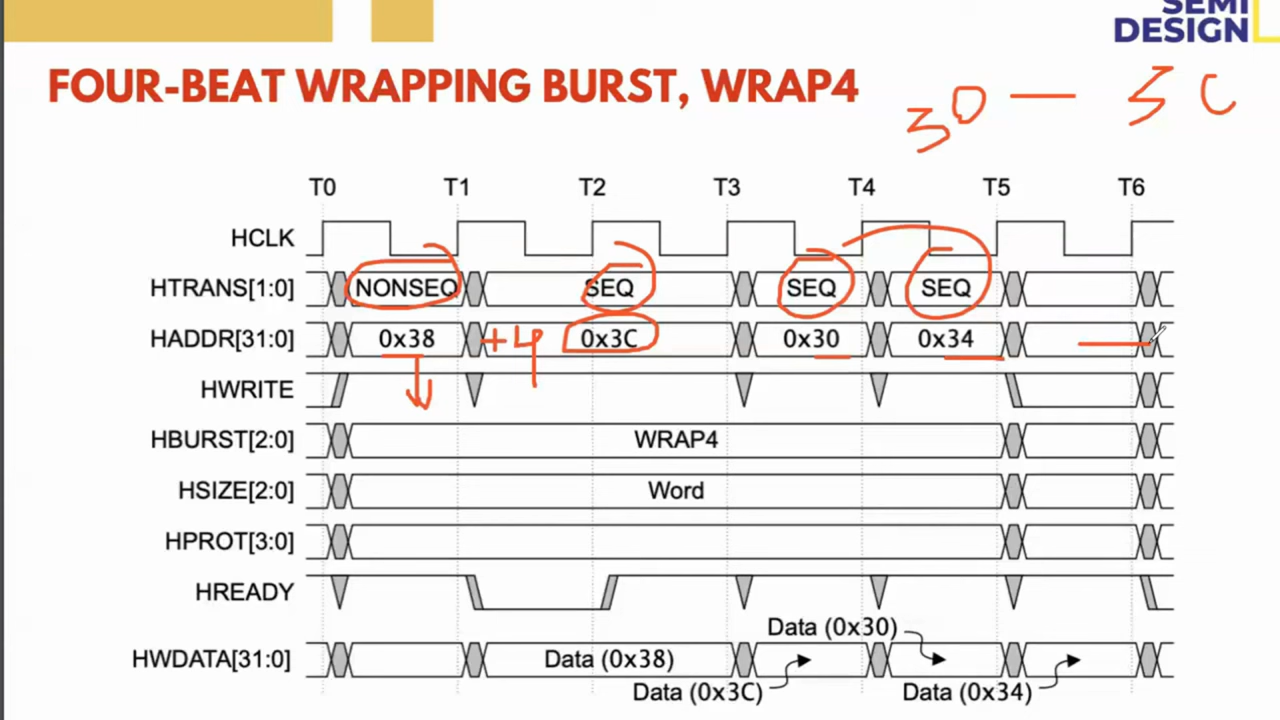 SEMI
DESIGN
FOUR-BEAT WRAPPING BURST, WRAP4
30 — 3C
T0 T1 T2 T3 T4 T5 T6
HCLK
HTRANS[1:0] NONSEQ SEQ SEQ SEQ
HADDR[31:0] 0x38 +4 0x3C 0x30 0x34
HWRITE
HBURST[2:0] WRAP4
HSIZE[2:0] Word
HPROT[3:0]
HREADY
Data (0x30)
HWDATA[31:0] Data (0x38)
Data (0x3C) Data (0x34)